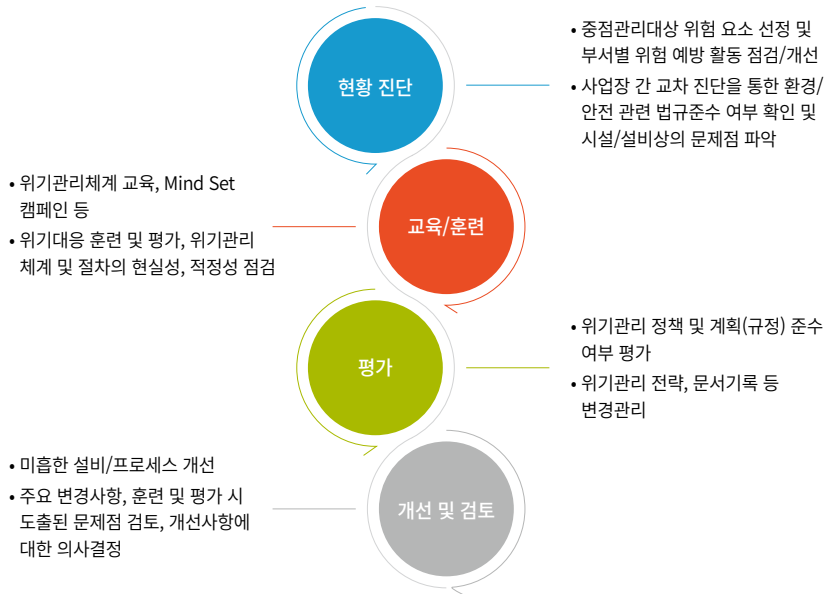 현황 진단
• 중점관리대상 위험 요소 선정 및
부서별 위험 예방 활동 점검/개선
• 사업장 간 교차 진단을 통한 환경/
안전 관련 법규준수 여부 확인 및
시설/설비상의 문제점 파악
교육/훈련
• 위기관리체계 교육, Mind Set
캠페인 등
• 위기대응 훈련 및 평가, 위기관리
체계 및 절차의 현실성, 적정성 점검
평가
• 위기관리 정책 및 계획(규정) 준수
여부 평가
• 위기관리 전략, 문서기록 등
변경관리
개선 및 검토
• 미흡한 설비/프로세스 개선
• 주요 변경사항, 훈련 및 평가 시
도출된 문제점 검토, 개선사항에
대한 의사결정